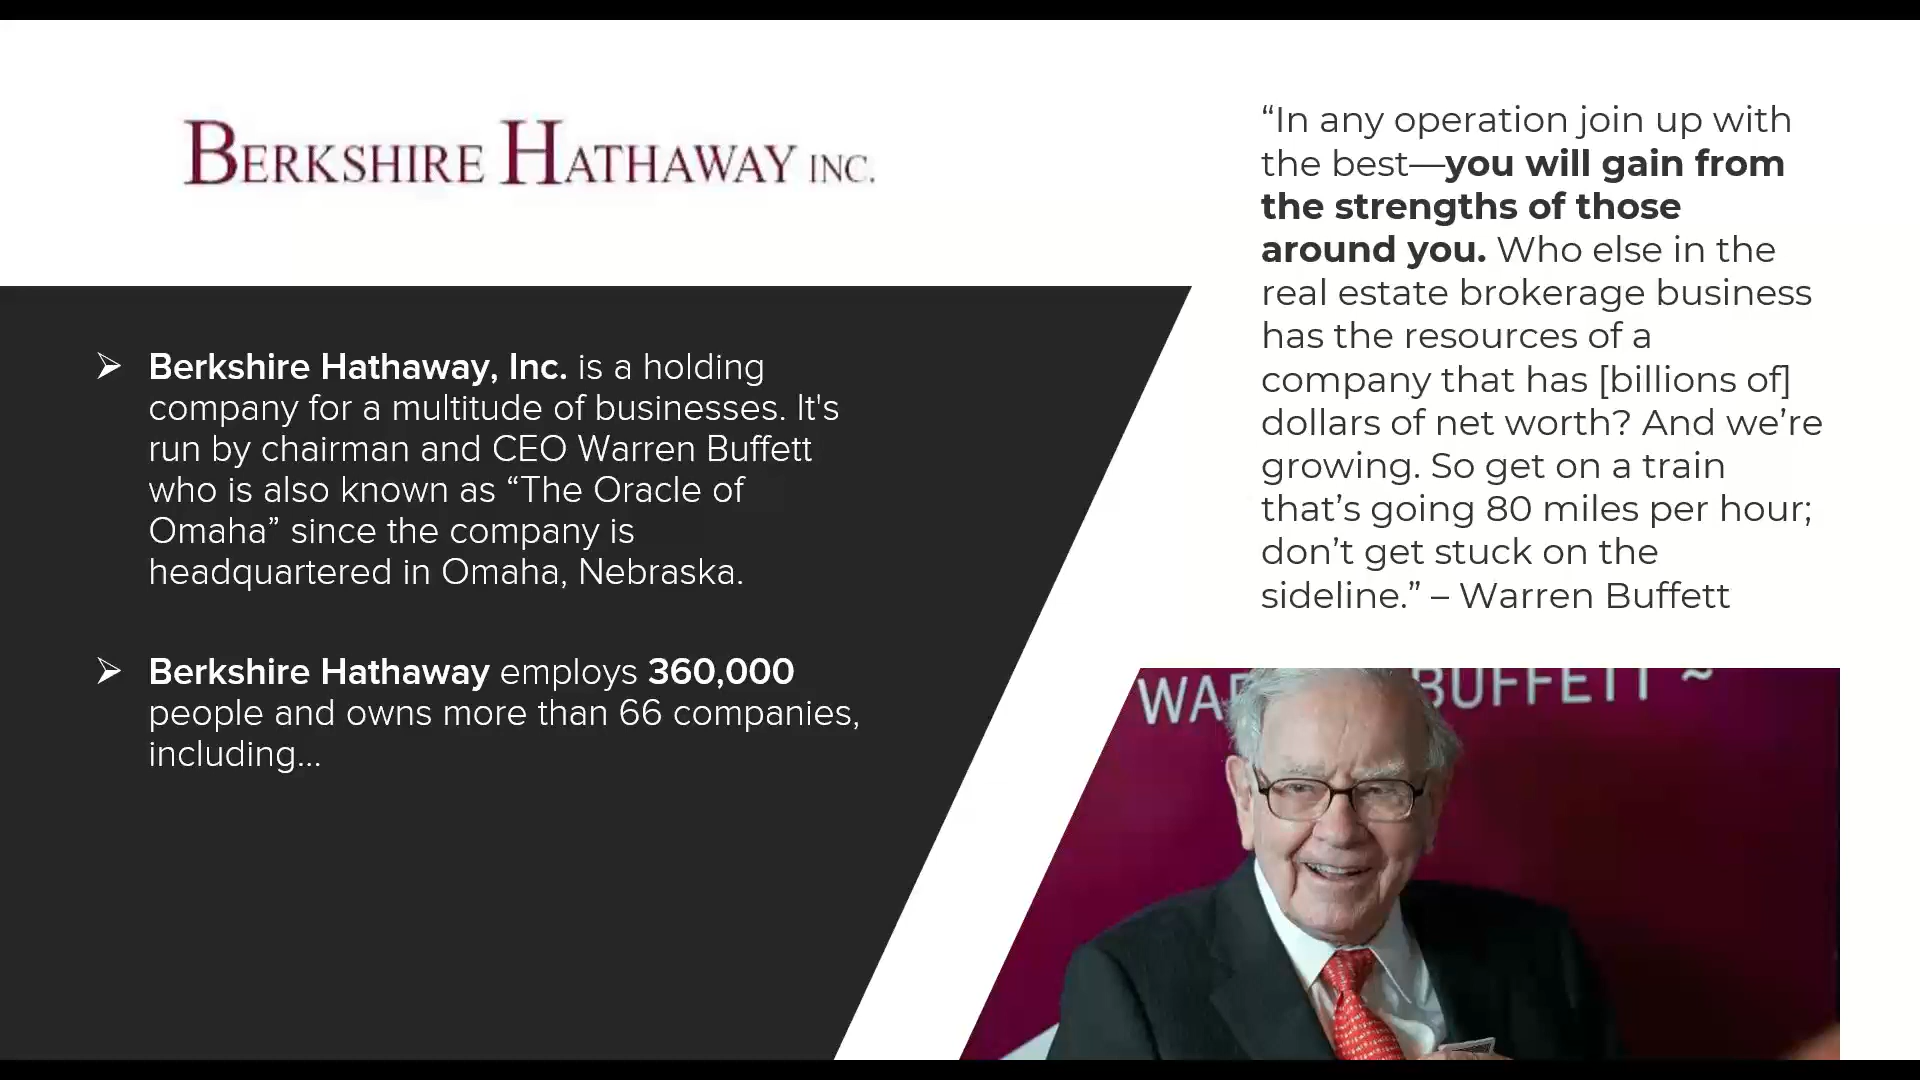 BERKSHIRE HATHAWAY INC.
➢ Berkshire Hathaway, Inc. is a holding
company for a multitude of businesses. It's
run by chairman and CEO Warren Buffett
who is also known as “The Oracle of
Omaha” since the company is
headquartered in Omaha, Nebraska.
➢ Berkshire Hathaway employs 360,000
people and owns more than 66 companies,
including...
“In any operation join up with
the best—you will gain from
the strengths of those
around you. Who else in the
real estate brokerage business
has the resources of a
company that has [billions of]
dollars of net worth? And we’re
growing. So get on a train
that’s going 80 miles per hour;
don’t get stuck on the
sideline.” – Warren Buffett
WA BUFFETT ~